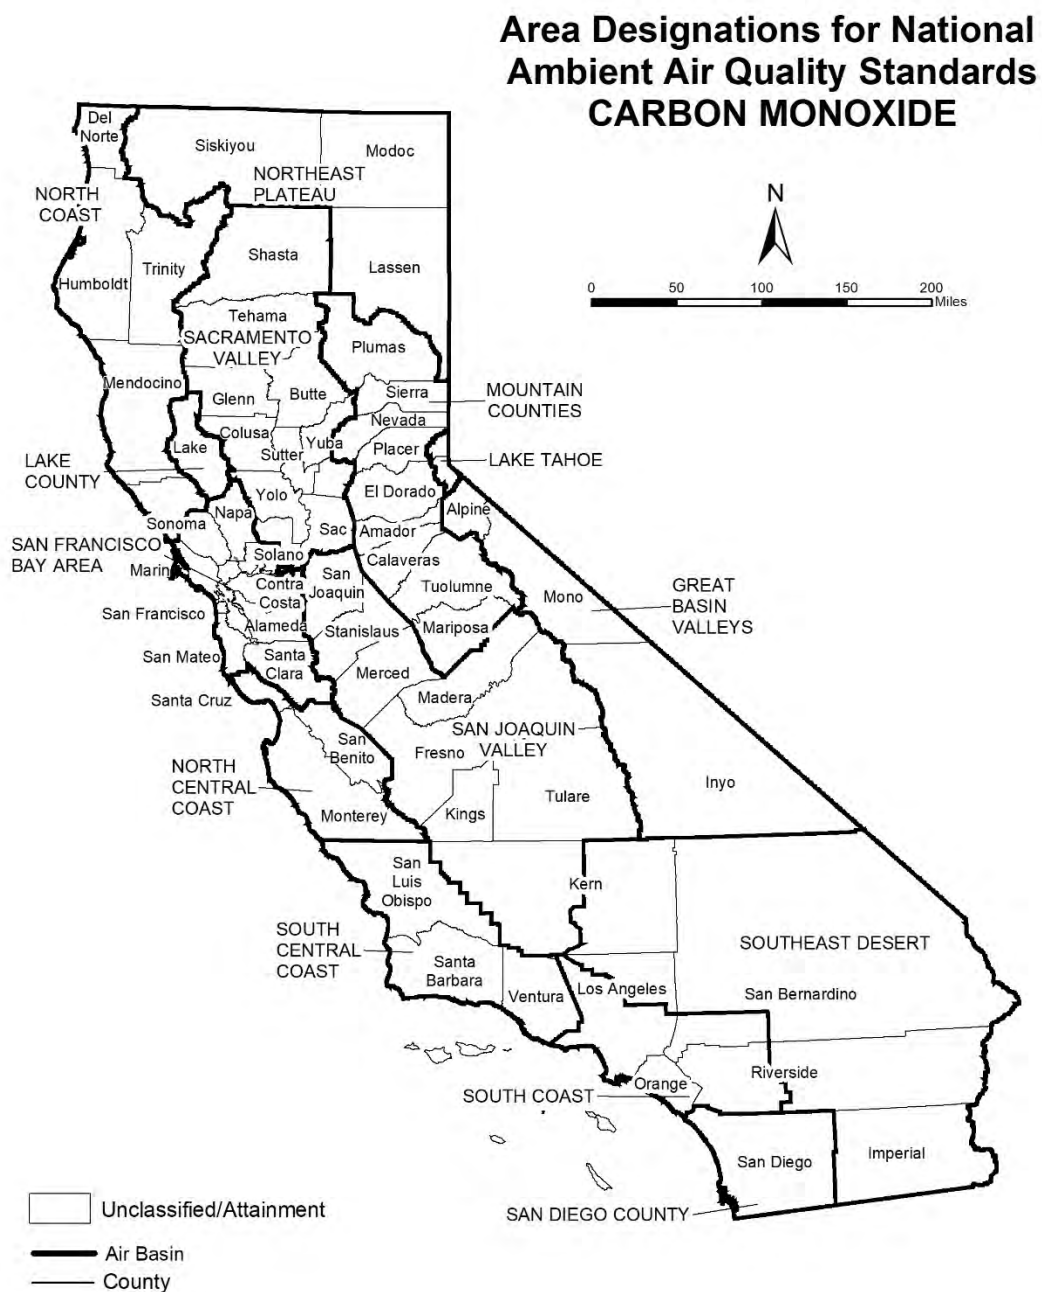 Area Designations for National
Ambient Air Quality Standards
CARBON MONOXIDE
N
0 50 100 150 200
Miles
Del
Norte
Siskiyou
Modoc
NORTHEAST
PLATEAU
NORTH
COAST
Shasta
Trinity
Lassen
Humboldt
Tehama
SACRAMENTO
VALLEY
Plumas
Mendocino
Glenn
Butte
Sierra
MOUNTAIN
COUNTIES
Nevada
Colusa
Yuba
Sutter
Placer
Lake
LAKE
COUNTY
LAKE TAHOE
El Dorado
Yolo
Napa
Alpine
Sonoma
Sac
Amador
SAN FRANCISCO
BAY AREA
Solano
Calaveras
Marin
Contra
Costa
San
Joaquin
Tuolumne
Mono
GREAT
BASIN
VALLEYS
San Francisco
Alameda
Stanislaus
Mariposa
San Mateo
Santa
Clara
Merced
Santa Cruz
Madera
SAN JOAQUIN
VALLEY
San
Benito
Fresno
NORTH
CENTRAL
COAST
Inyo
Tulare
Monterey
Kings
San
Luis
Obispo
Kern
SOUTH
CENTRAL
COAST
SOUTHEAST DESERT
Santa
Barbara
Ventura
Los Angeles
San Bernardino
Riverside
Orange
SOUTH COAST
San Diego
Imperial
SAN DIEGO COUNTY
Unclassified/Attainment
Air Basin
County